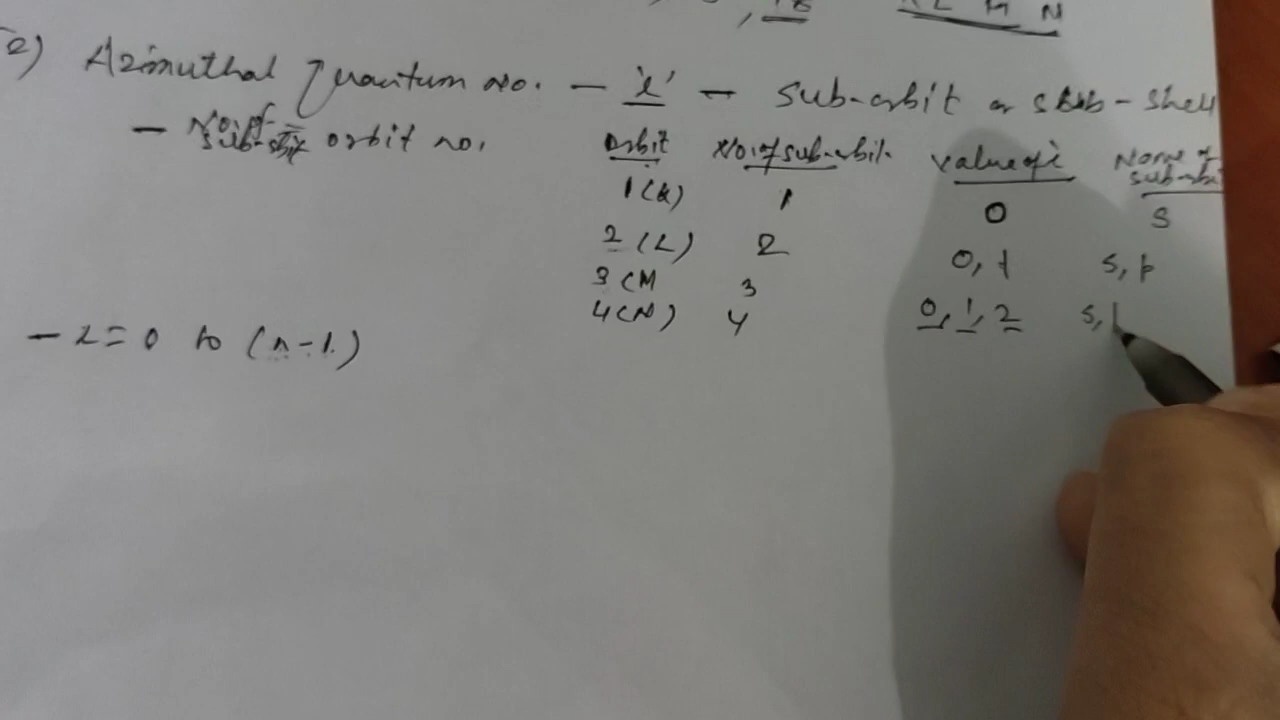 K L M N
2) Azimuthal Quantum no. - 'l' - sub-orbit or sub-shell
- No. of sub- orbit no.
orbit No. of sub-orbit. value of l Name of sub-orbit
1 (K) 1 0 s
2 (L) 2 0, 1 s, p
3 (M 3
4 (N) 4 0, 1, 2 s,
- l = 0 to (n-1)